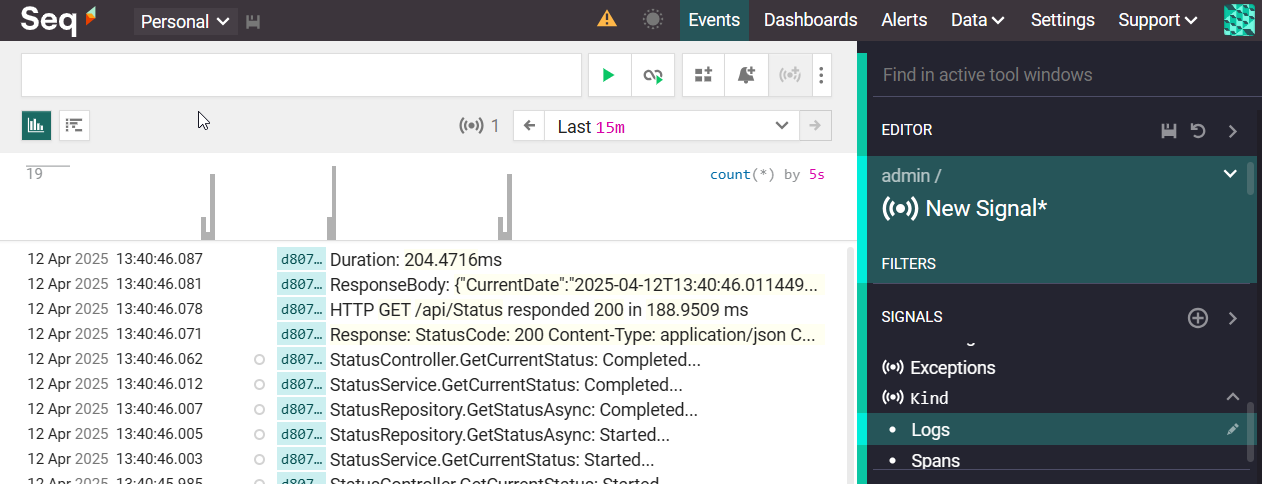 Seq Personal Events Dashboards Alerts Data Settings Support
Find in active tool windows
1 Last 15m
EDITOR
admin /
New Signal*
FILTERS
19 count(*) by 5s
12 Apr 2025 13:40:46.087 d807… Duration: 204.4716ms
12 Apr 2025 13:40:46.081 d807… ResponseBody: {"CurrentDate":"2025-04-12T13:40:46.011449...
12 Apr 2025 13:40:46.078 d807… HTTP GET /api/Status responded 200 in 188.9509 ms
12 Apr 2025 13:40:46.071 d807… Response: StatusCode: 200 Content-Type: application/json C...
12 Apr 2025 13:40:46.062 d807… StatusController.GetCurrentStatus: Completed...
12 Apr 2025 13:40:46.012 d807… StatusService.GetCurrentStatus: Completed...
12 Apr 2025 13:40:46.007 d807… StatusRepository.GetStatusAsync: Completed...
12 Apr 2025 13:40:46.005 d807… StatusRepository.GetStatusAsync: Started...
12 Apr 2025 13:40:46.003 d807… StatusService.GetCurrentStatus: Started...
12 Apr 2025 13:40:45.985 d807… StatusController.GetCurrentStatus: Started...
SIGNALS
Exceptions
Kind
• Logs
• Spans